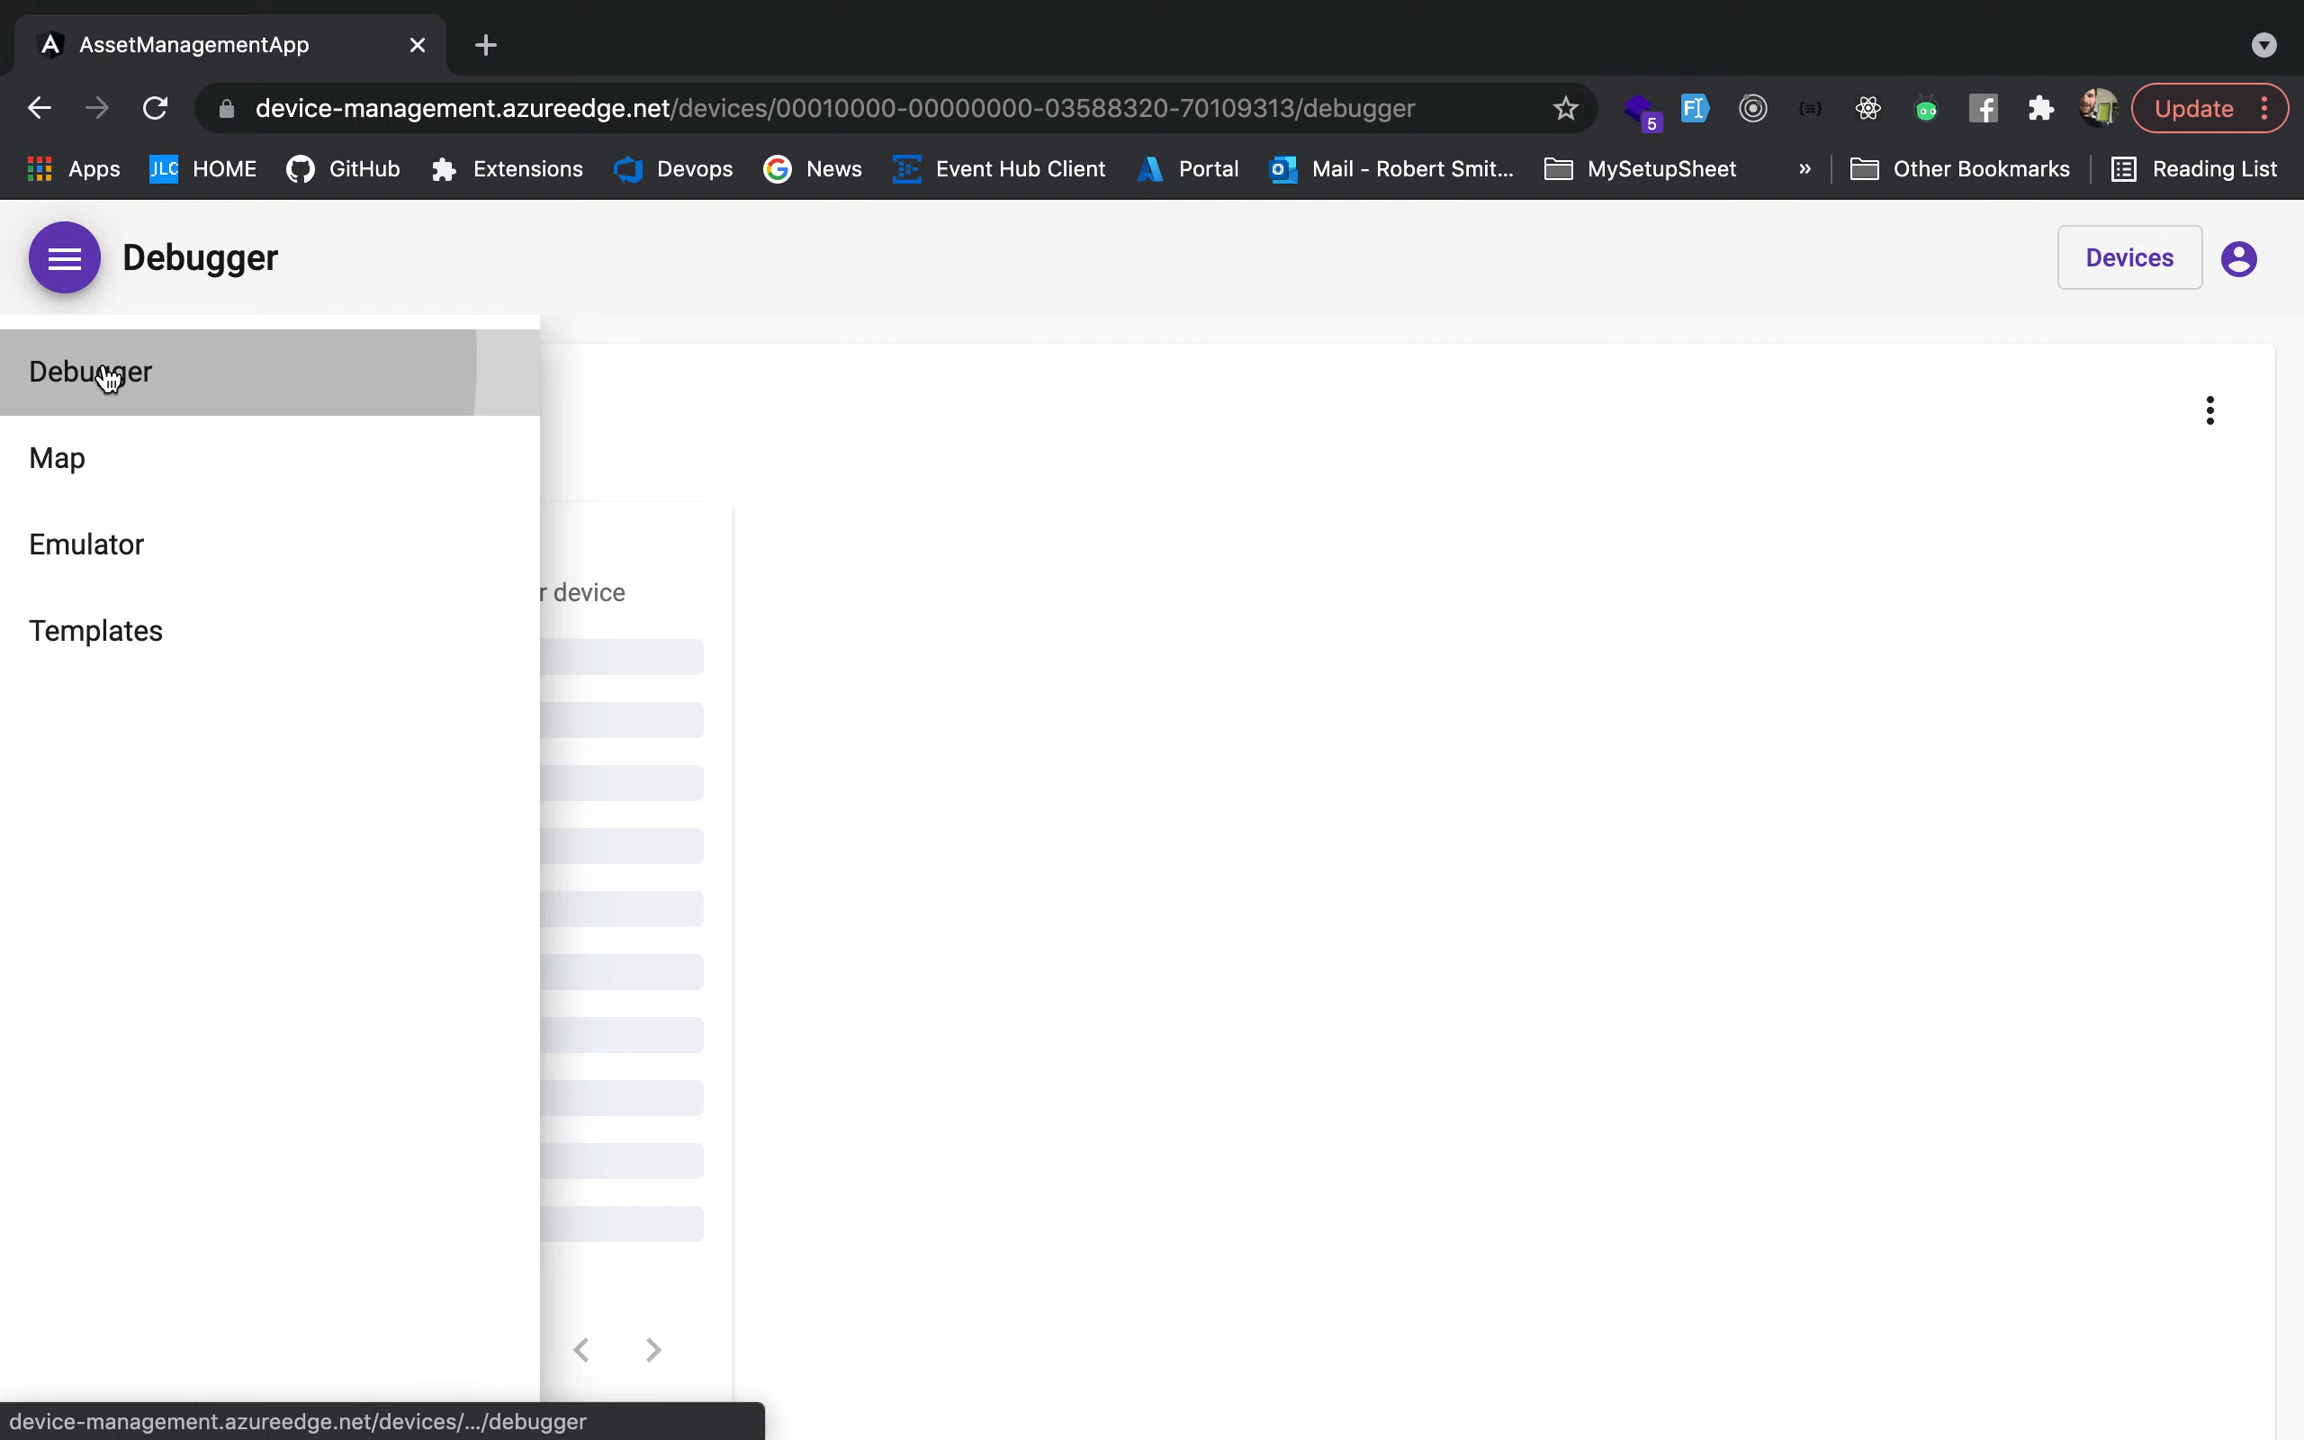 AssetManagementApp
device-management.azureedge.net/devices/00010000-00000000-03588320-70109313/debugger
5
Update
Apps
JLC HOME
GitHub
Extensions
Devops
News
Event Hub Client
Portal
Mail - Robert Smit...
MySetupSheet
»
Other Bookmarks
Reading List
Debugger
Devices
Debugger
Map
Emulator
Templates
r device
device-management.azureedge.net/devices/.../debugger